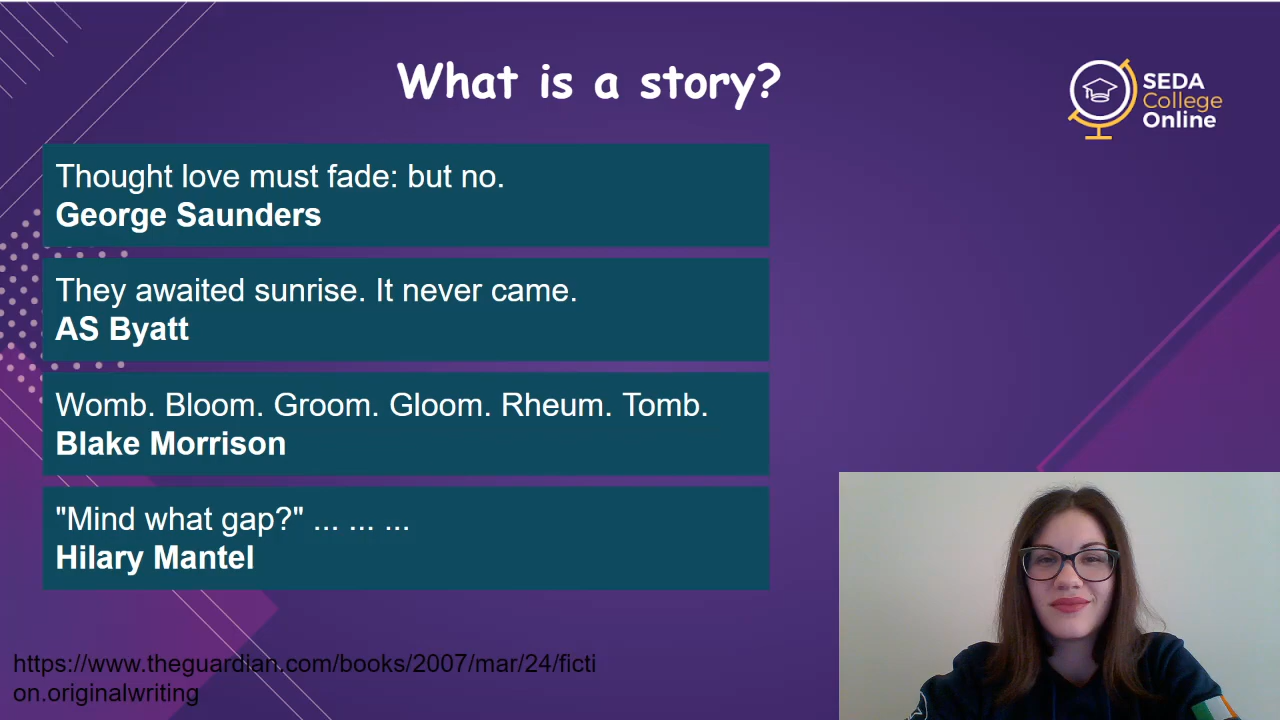 What is a story?
SEDA
College
Online
Thought love must fade: but no.
George Saunders
They awaited sunrise. It never came.
AS Byatt
Womb. Bloom. Groom. Gloom. Rheum. Tomb.
Blake Morrison
"Mind what gap?" ... ... ...
Hilary Mantel
https://www.theguardian.com/books/2007/mar/24/ficti
on.originalwriting